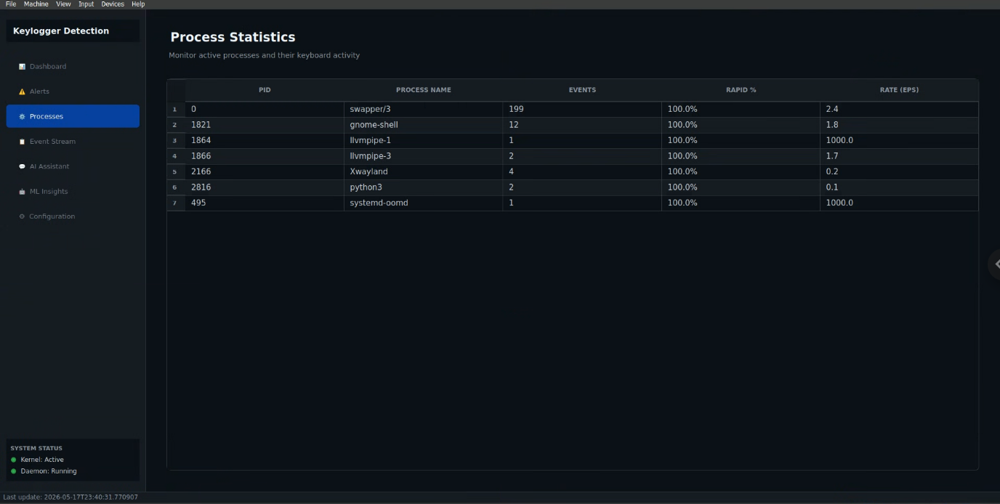 File Machine View Input Devices Help
Keylogger Detection
Dashboard
Alerts
Processes
Event Stream
AI Assistant
ML Insights
Configuration
SYSTEM STATUS
Kernel: Active
Daemon: Running
Process Statistics
Monitor active processes and their keyboard activity
PID PROCESS NAME EVENTS RAPID % RATE (EPS)
1 0 swapper/3 199 100.0% 2.4
2 1821 gnome-shell 12 100.0% 1.8
3 1864 llvmpipe-1 1 100.0% 1000.0
4 1866 llvmpipe-3 2 100.0% 1.7
5 2166 Xwayland 4 100.0% 0.2
6 2816 python3 2 100.0% 0.1
7 495 systemd-oomd 1 100.0% 1000.0
Last update: 2026-05-17T23:40:31.770907